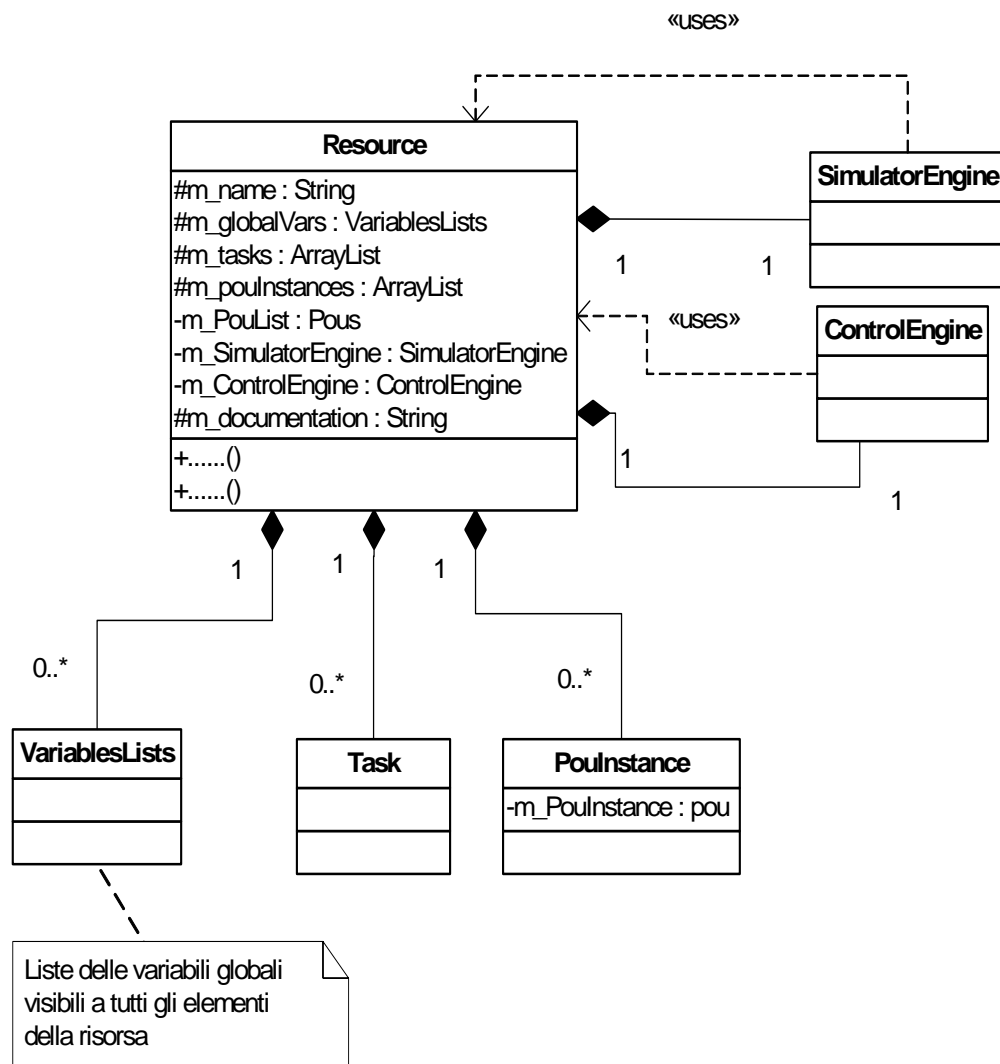 «uses»
Resource
#m_name : String
#m_globalVars : VariablesLists
#m_tasks : ArrayList
#m_pouInstances : ArrayList
-m_PouList : Pous
-m_SimulatorEngine : SimulatorEngine
-m_ControlEngine : ControlEngine
#m_documentation : String
+......()
+......()
SimulatorEngine
1
1
«uses»
ControlEngine
1
1
1
1
1
0..*
0..*
0..*
VariablesLists
Task
PouInstance
-m_PouInstance : pou
Liste delle variabili globali
visibili a tutti gli elementi
della risorsa